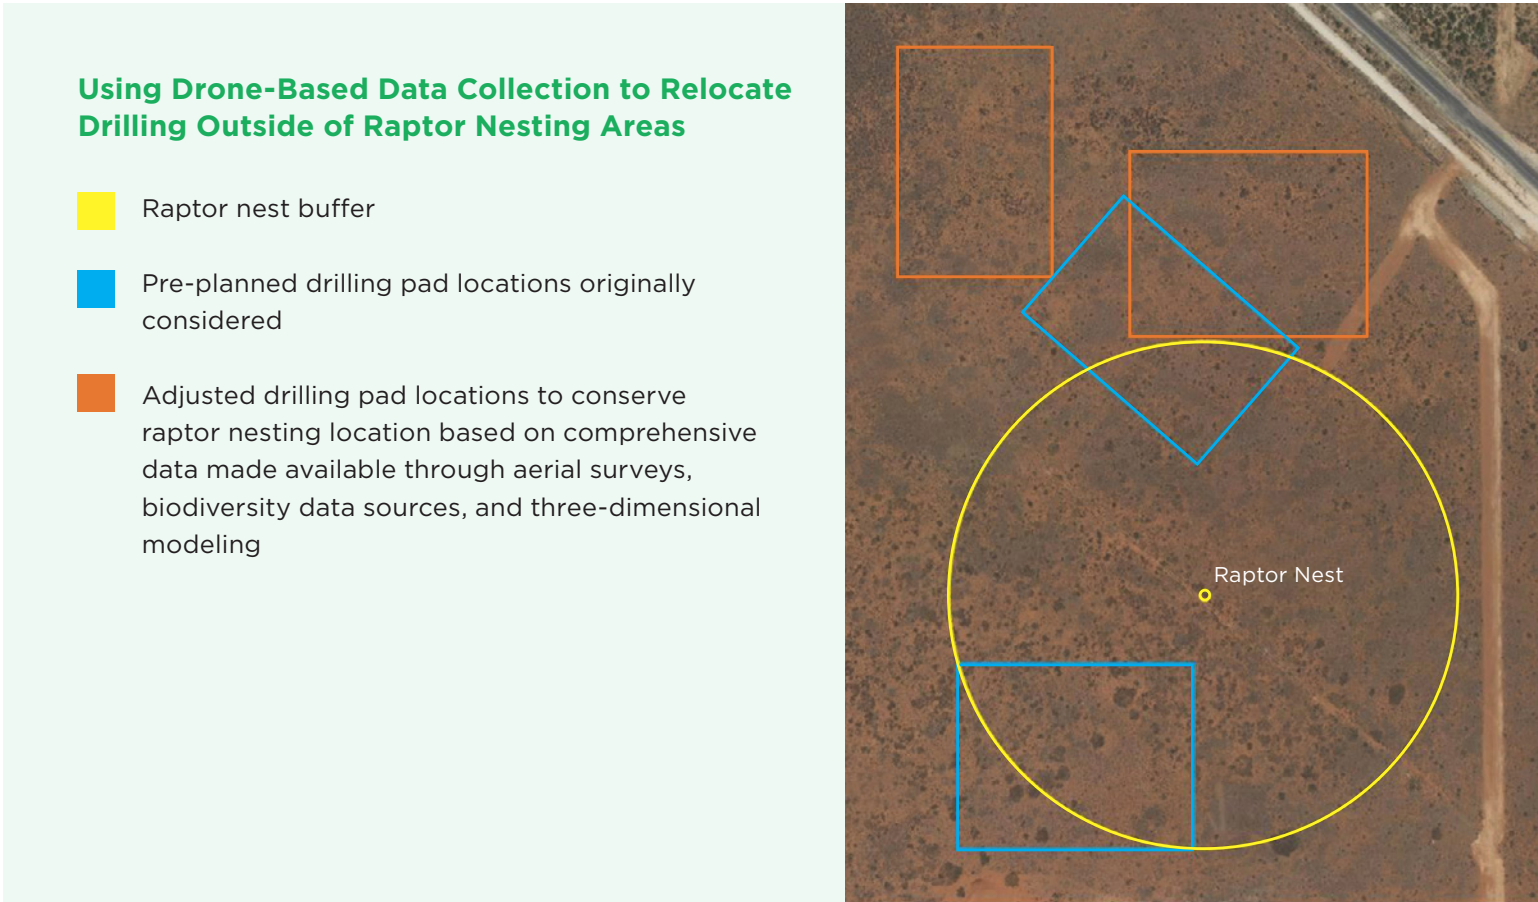 Using Drone-Based Data Collection to Relocate
Drilling Outside of Raptor Nesting Areas
Raptor nest buffer
Pre-planned drilling pad locations originally
considered
Adjusted drilling pad locations to conserve
raptor nesting location based on comprehensive
data made available through aerial surveys,
biodiversity data sources, and three-dimensional
modeling
Raptor Nest